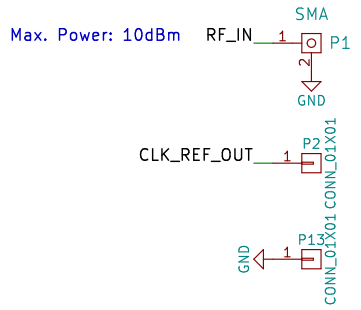 SMA
Max. Power: 10dBm
RF_IN
1
P1
2
GND
CLK_REF_OUT
1
P2
CONN_01X01
GND
1
P13
CONN_01X01